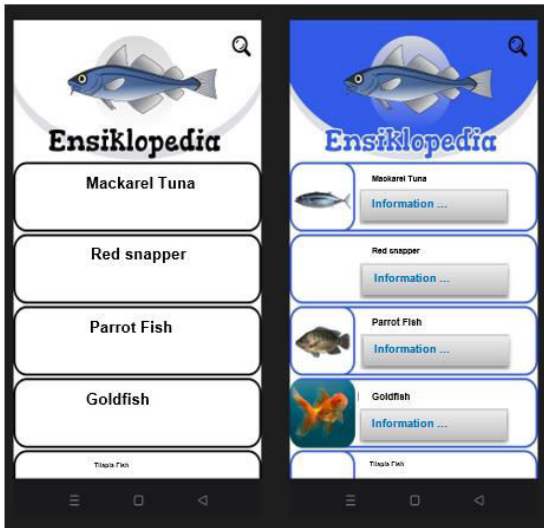 Ensiklopedia
Mackarel Tuna
Red snapper
Parrot Fish
Goldfish
Tilapia Fish
Ensiklopedia
Mackarel Tuna
Information ...
Red snapper
Information ...
Parrot Fish
Information ...
Goldfish
Information ...
Tilapia Fish